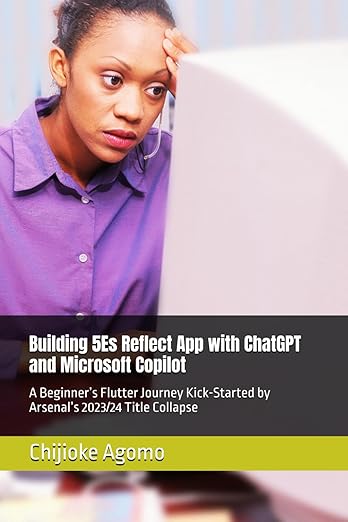 Building 5Es Reflect App with ChatGPT
and Microsoft Copilot
A Beginner's Flutter Journey Kick-Started by
Arsenal's 2023/24 Title Collapse
Chijioke Agomo